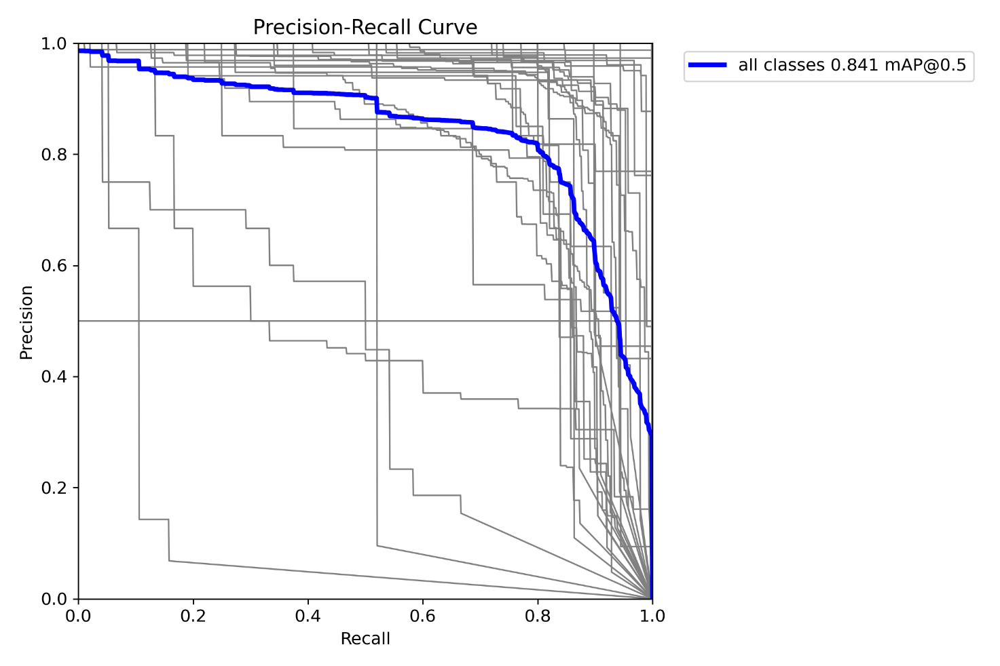 Precision-Recall Curve
1.0
0.8
0.6
0.4
0.2
0.0
Precision
0.0 0.2 0.4 0.6 0.8 1.0
Recall
all classes 0.841 mAP@0.5